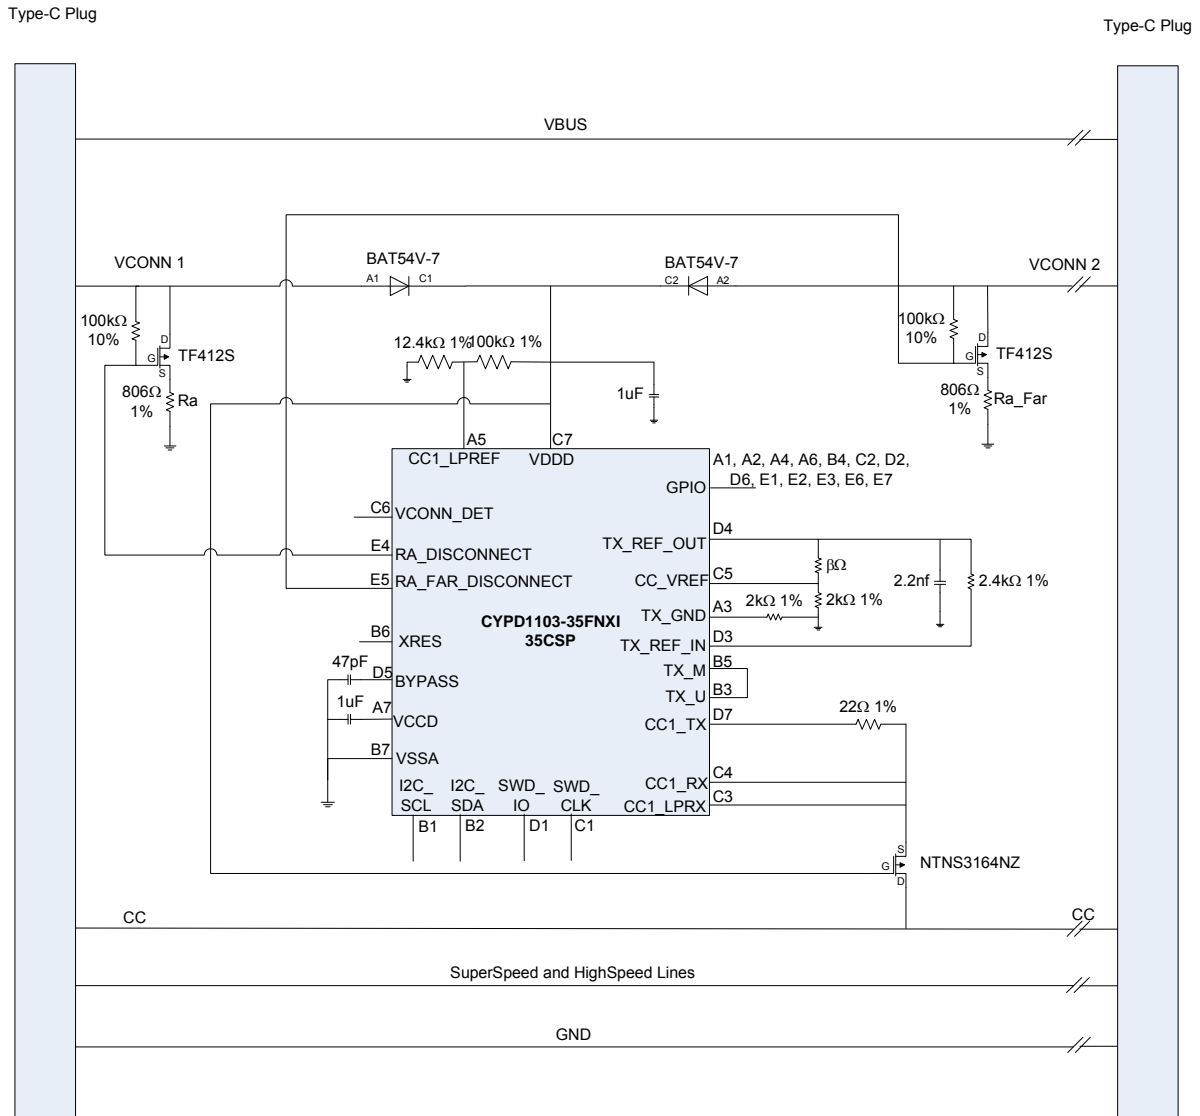 Type-C Plug
Type-C Plug
VBUS
VCONN 1
BAT54V-7
A1
C1
BAT54V-7
C2
A2
VCONN 2
100kΩ
10%
D
G
S
TF412S
806Ω
1%
Ra
12.4kΩ 1%
100kΩ 1%
1uF
100kΩ
10%
D
G
S
TF412S
806Ω
1%
Ra_Far
A5
C7
CC1_LPREF
VDDD
A1, A2, A4, A6, B4, C2, D2,
D6, E1, E2, E3, E6, E7
GPIO
C6
VCONN_DET
D4
TX_REF_OUT
E4
RA_DISCONNECT
βΩ
E5
RA_FAR_DISCONNECT
CC_VREF
C5
2.2nf
2.4kΩ 1%
2kΩ 1%
2kΩ 1%
A3
TX_GND
CYPD1103-35FNXI
35CSP
B6
XRES
D3
TX_REF_IN
47pF
D5
BYPASS
B5
TX_M
B3
TX_U
1uF
A7
VCCD
D7
CC1_TX
22Ω 1%
B7
VSSA
I2C_
SCL
I2C_
SDA
SWD_
IO
SWD_
CLK
CC1_RX
C4
CC1_LPRX
C3
B1
B2
D1
C1
S
G
D
NTNS3164NZ
CC
CC
SuperSpeed and HighSpeed Lines
GND